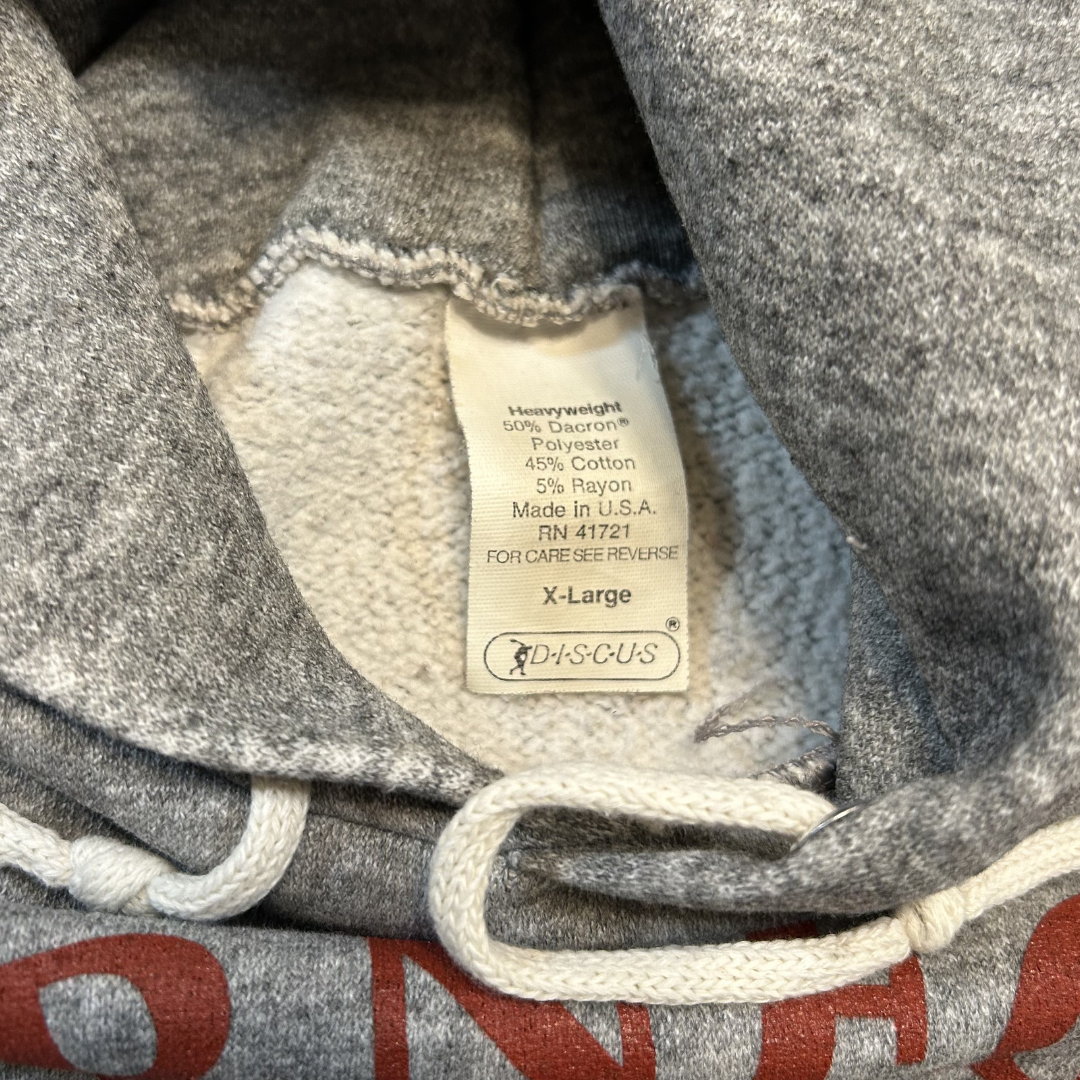 Heavyweight
50% Dacron®
Polyester
45% Cotton
5% Rayon
Made in U.S.A.
RN 41721
FOR CARE SEE REVERSE
X-Large
®
D·I·S·C·U·S